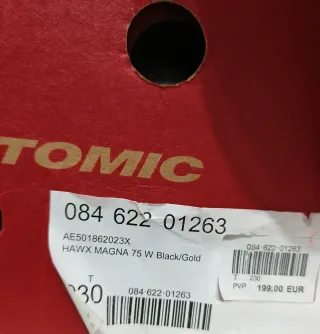 TOMIC
084 622 01263
AE501862023X
HAWX MAGNA 75 W Black/Gold
084-622-01263
T 230
PVP 199,00 EUR
T
230
084-622-01263